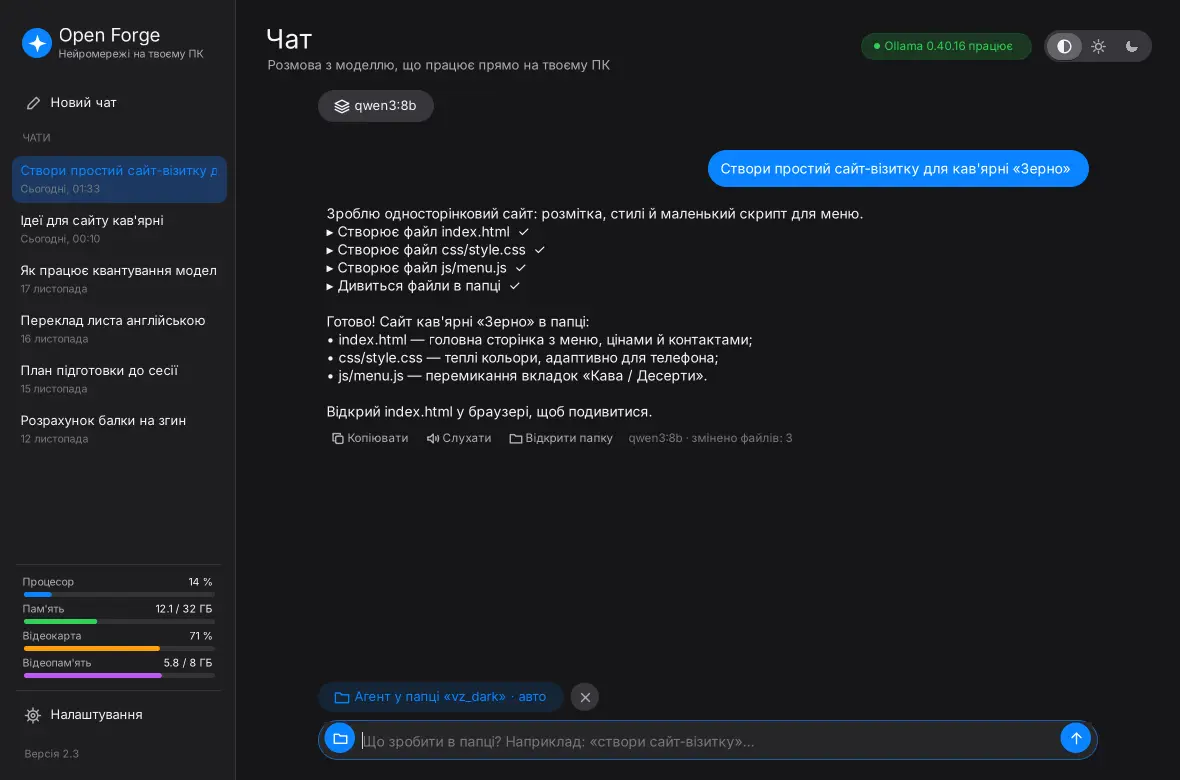 Open Forge
Нейромережі на твоєму ПК
Новий чат
ЧАТИ
Створи простий сайт-візитку д
Сьогодні, 01:33
Ідеї для сайту кав'ярні
Сьогодні, 00:10
Як працює квантування модел
17 листопада
Переклад листа англійською
16 листопада
План підготовки до сесії
15 листопада
Розрахунок балки на згин
12 листопада
Процесор 14 %
Пам'ять 12.1 / 32 ГБ
Відеокарта 71 %
Відеопам'ять 5.8 / 8 ГБ
Налаштування
Версія 2.3
Чат
Розмова з моделлю, що працює прямо на твоєму ПК
Ollama 0.40.16 працює
qwen3:8b
Створи простий сайт-візитку для кав'ярні «Зерно»
Зроблю односторінковий сайт: розмітка, стилі й маленький скрипт для меню.
▸ Створює файл index.html ✓
▸ Створює файл css/style.css ✓
▸ Створює файл js/menu.js ✓
▸ Дивиться файли в папці ✓
Готово! Сайт кав'ярні «Зерно» в папці:
• index.html — головна сторінка з меню, цінами й контактами;
• css/style.css — теплі кольори, адаптивно для телефона;
• js/menu.js — перемикання вкладок «Кава / Десерти».
Відкрий index.html у браузері, щоб подивитися.
Копіювати Слухати Відкрити папку qwen3:8b · змінено файлів: 3
Агент у папці «vz_dark» · авто
Що зробити в папці? Наприклад: «створи сайт-візитку»...